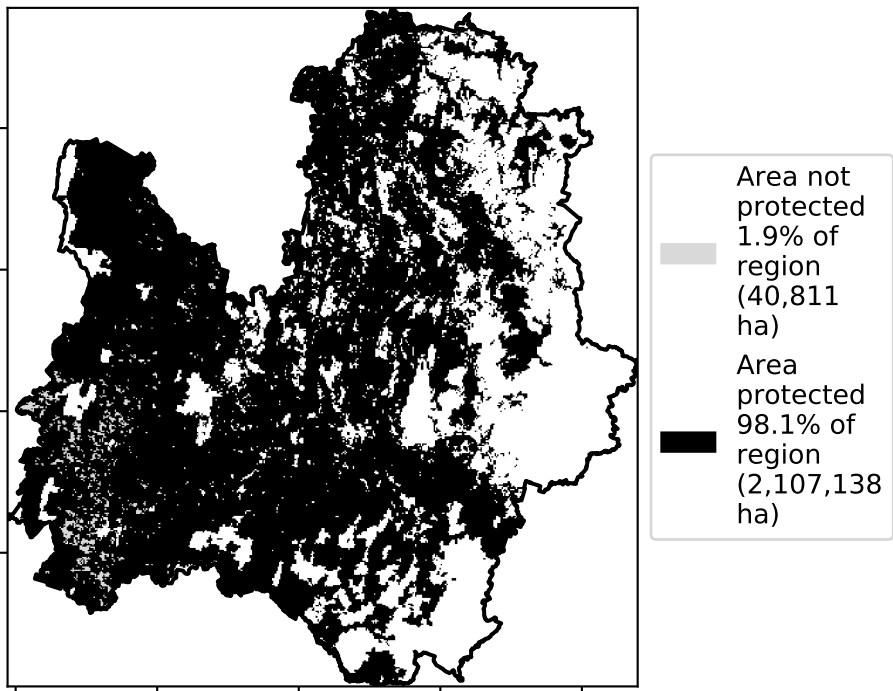 Area not
protected
1.9% of
region
(40,811
ha)
Area
protected
98.1% of
region
(2,107,138
ha)